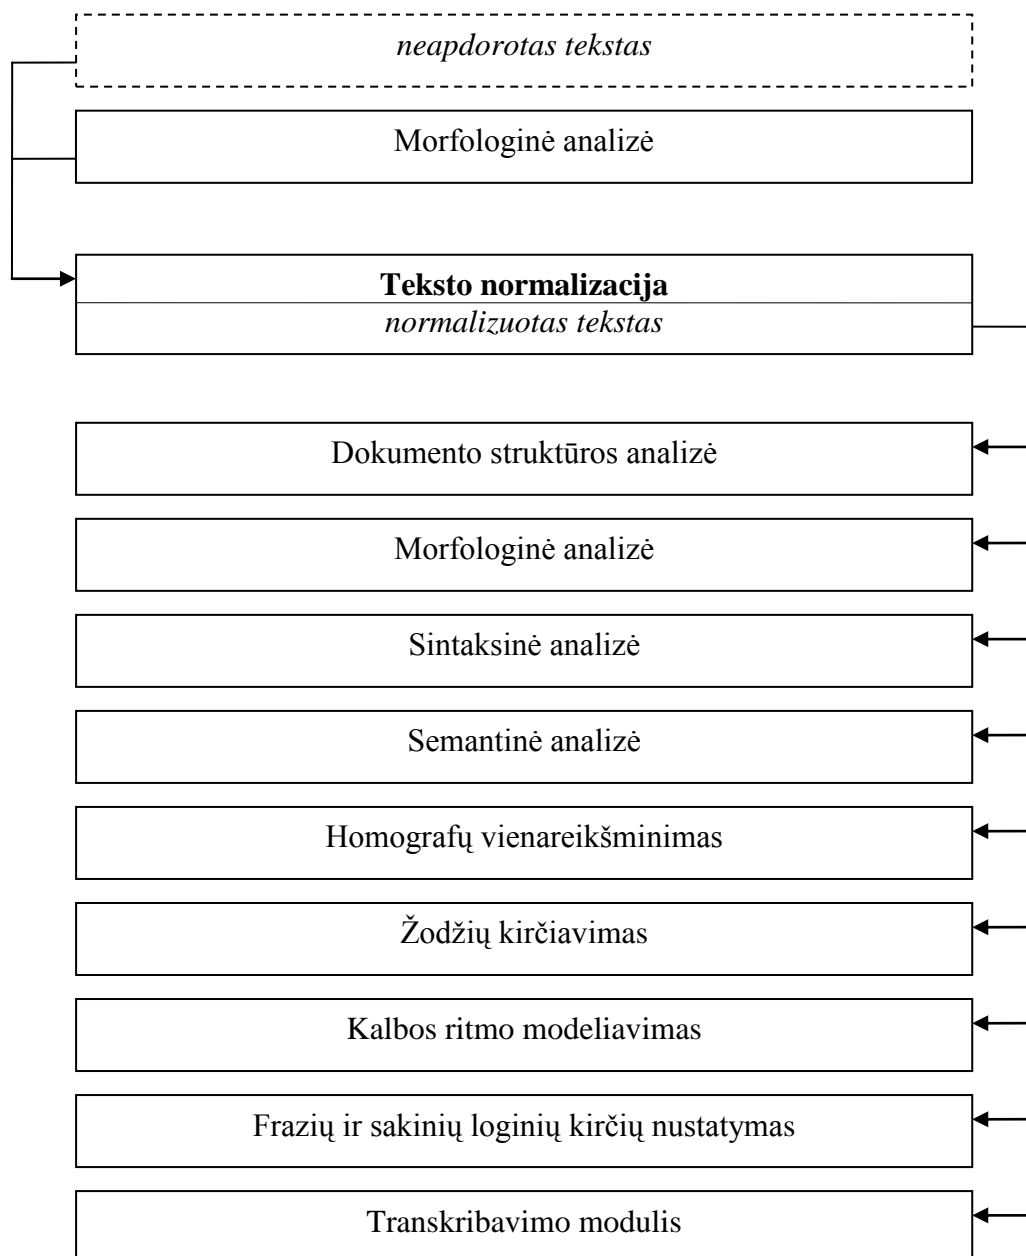 neapdorotas tekstas
Morfologinė analizė
Teksto normalizacija
normalizuotas tekstas
Dokumento struktūros analizė
Morfologinė analizė
Sintaksinė analizė
Semantinė analizė
Homografų vienareikšminimas
Žodžių kirčiavimas
Kalbos ritmo modeliavimas
Frazių ir sakinių loginių kirčių nustatymas
Transkribavimo modulis